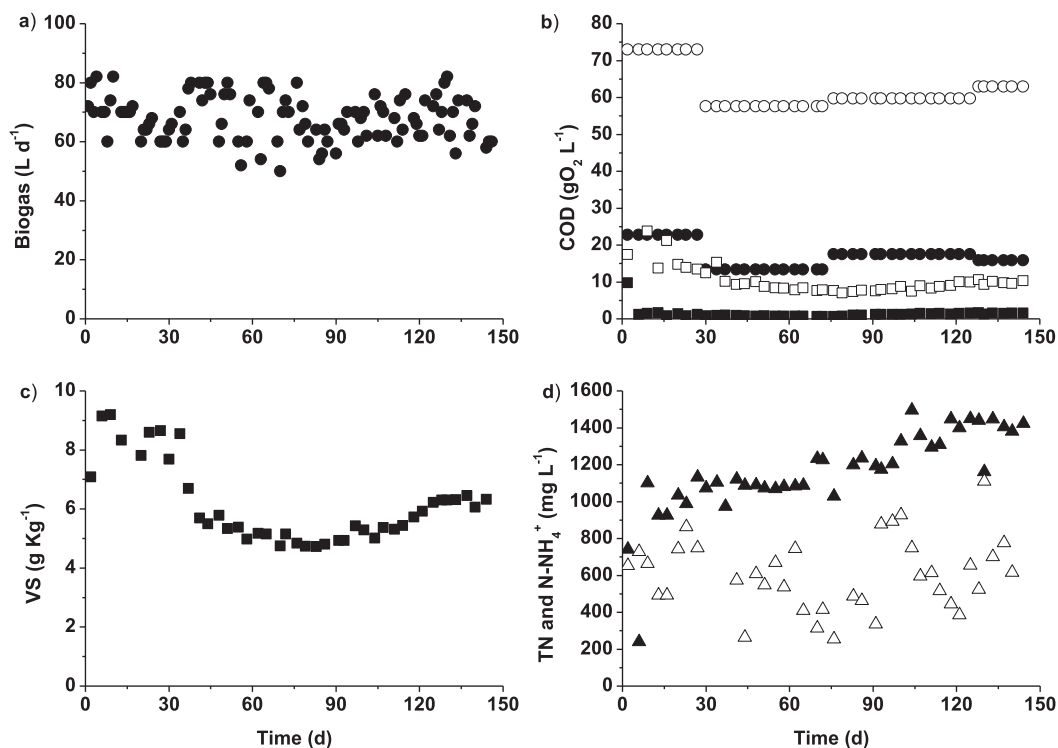 a)
100
80
60
40
20
0
Biogas (L d⁻¹)
0 30 60 90 120 150
b)
80
70
60
50
40
30
20
10
0
COD (gO₂ L⁻¹)
0 30 60 90 120 150
c)
10
8
6
4
2
0
VS (g Kg⁻¹)
0 30 60 90 120 150
Time (d)
d)
1600
1400
1200
1000
800
600
400
200
0
TN and N-NH₄⁺ (mg L⁻¹)
0 30 60 90 120 150
Time (d)